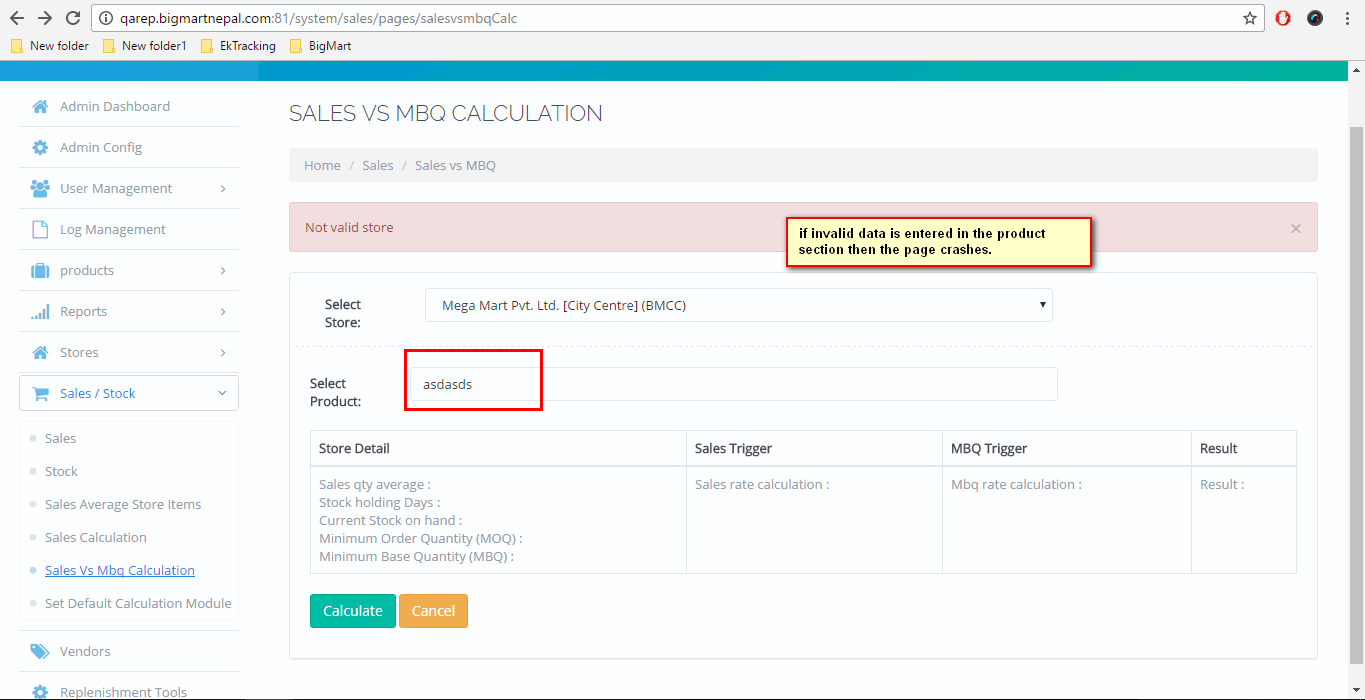 qarep.bigmartnepal.com:81/system/sales/pages/salesvsmbqCalc
New folder
New folder1
EkTracking
BigMart
Admin Dashboard
Admin Config
User Management
Log Management
products
Reports
Stores
Sales / Stock
Sales
Stock
Sales Average Store Items
Sales Calculation
Sales Vs Mbq Calculation
Set Default Calculation Module
Vendors
Replenishment Tools
SALES VS MBQ CALCULATION
Home / Sales / Sales vs MBQ
Not valid store
×
if invalid data is entered in the product
section then the page crashes.
Select
Store:
Mega Mart Pvt. Ltd. [City Centre] (BMCC)
Select
Product:
asdasds
Store Detail
Sales Trigger
MBQ Trigger
Result
Sales qty average :
Stock holding Days :
Current Stock on hand :
Minimum Order Quantity (MOQ) :
Minimum Base Quantity (MBQ) :
Sales rate calculation :
Mbq rate calculation :
Result :
Calculate
Cancel